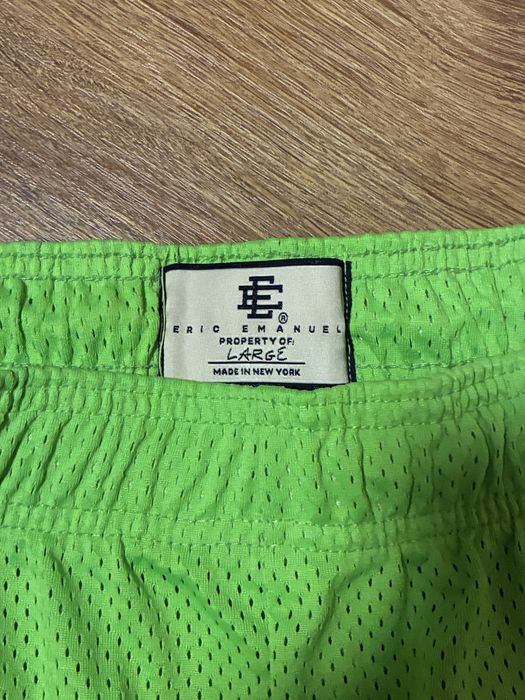 EE®
ERIC EMANUEL
PROPERTY OF:
LARGE
MADE IN NEW YORK